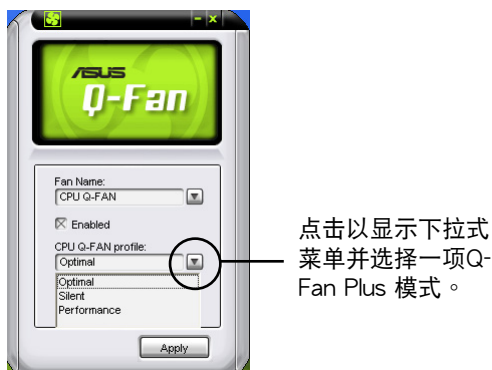 - x
ASUS
Q-Fan
Fan Name:
CPU Q-FAN
Enabled
CPU Q-FAN profile:
Optimal
Optimal
Silent
Performance
Apply
点击以显示下拉式
菜单并选择一项Q-
Fan Plus 模式。